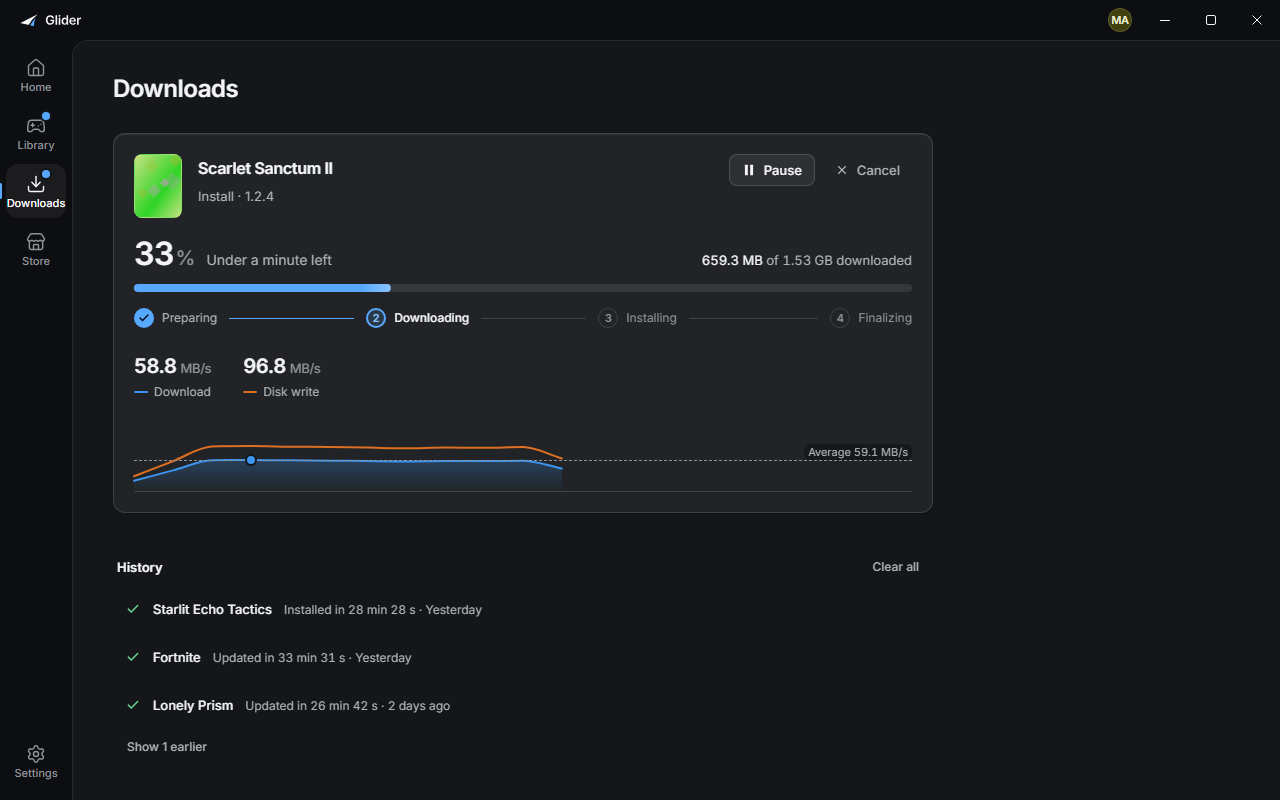 Glider
MA
Home
Library
Downloads
Store
Settings
Downloads
Scarlet Sanctum II
Install · 1.2.4
Pause
Cancel
33% Under a minute left
659.3 MB of 1.53 GB downloaded
Preparing
2 Downloading
3 Installing
4 Finalizing
58.8 MB/s
Download
96.8 MB/s
Disk write
Average 59.1 MB/s
History
Clear all
Starlit Echo Tactics Installed in 28 min 28 s · Yesterday
Fortnite Updated in 33 min 31 s · Yesterday
Lonely Prism Updated in 26 min 42 s · 2 days ago
Show 1 earlier